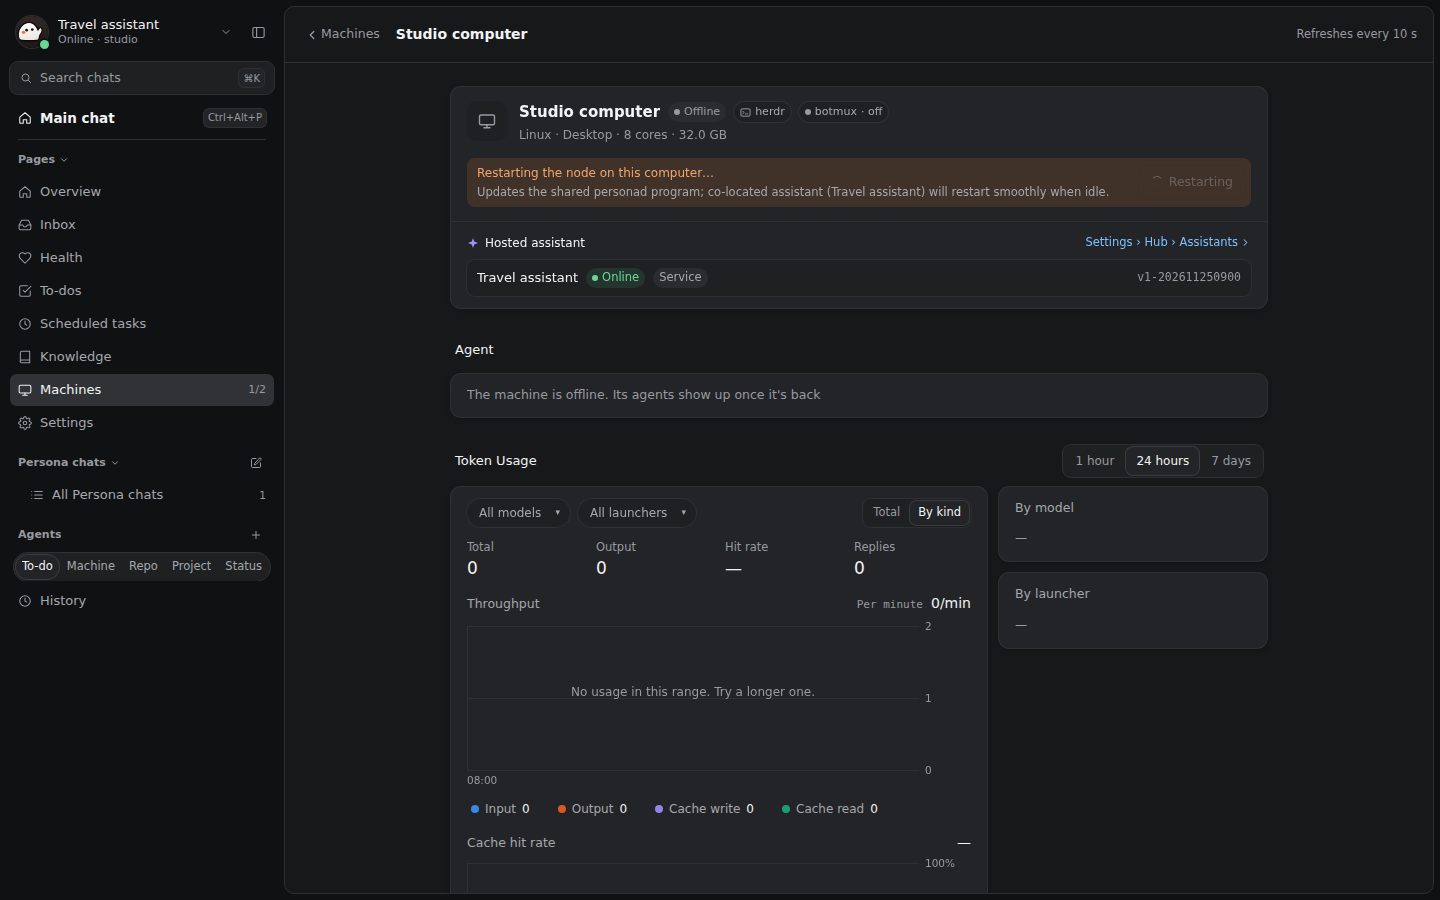 Travel assistant
Online · studio
Search chats ⌘K
Main chat Ctrl+Alt+P
Pages
Overview
Inbox
Health
To-dos
Scheduled tasks
Knowledge
Machines 1/2
Settings
Persona chats
All Persona chats 1
Agents
To-do Machine Repo Project Status
History
Machines Studio computer Refreshes every 10 s
Studio computer Offline herdr botmux · off
Linux · Desktop · 8 cores · 32.0 GB
Restarting the node on this computer…
Updates the shared personad program; co-located assistant (Travel assistant) will restart smoothly when idle.
Restarting
Hosted assistant Settings › Hub › Assistants
Travel assistant Online Service v1-202611250900
Agent
The machine is offline. Its agents show up once it's back
Token Usage 1 hour 24 hours 7 days
All models All launchers Total By kind
Total Output Hit rate Replies
0 0 — 0
Throughput Per minute 0/min
2
No usage in this range. Try a longer one.
1
0
08:00
Input 0 Output 0 Cache write 0 Cache read 0
Cache hit rate —
100%
By model
—
By launcher
—